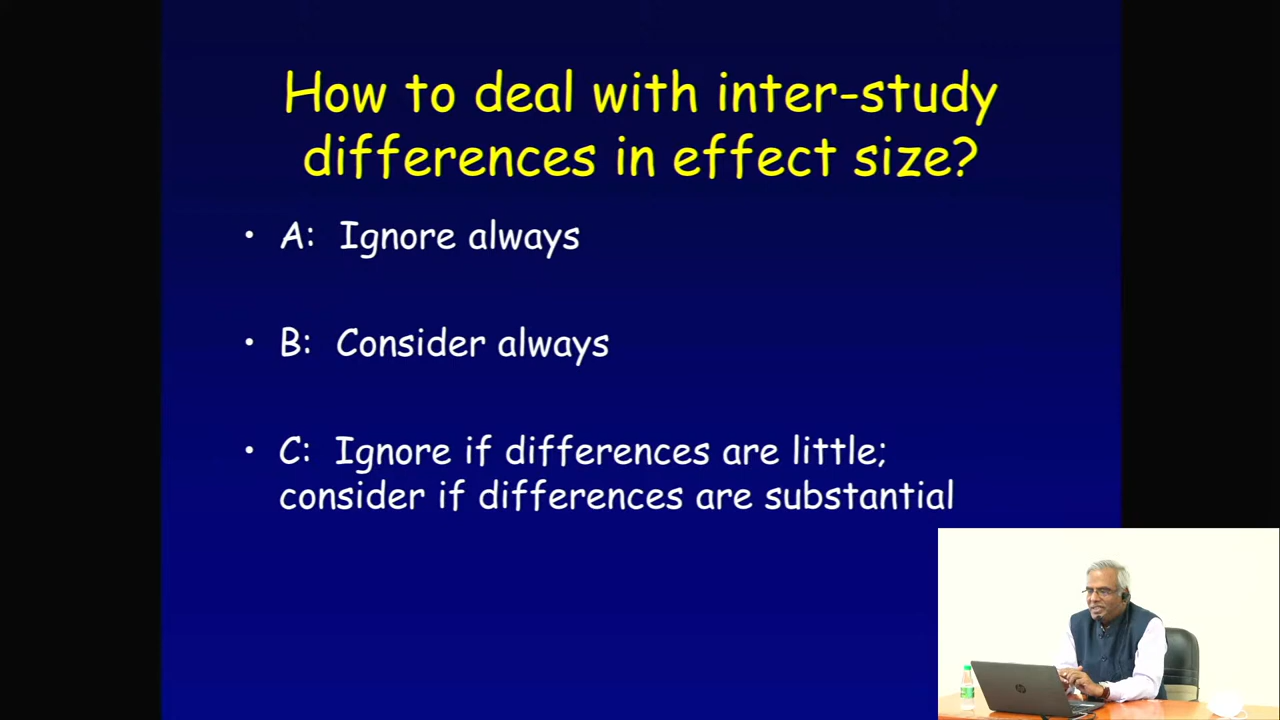 How to deal with inter-study
differences in effect size?
• A: Ignore always
• B: Consider always
• C: Ignore if differences are little;
consider if differences are substantial